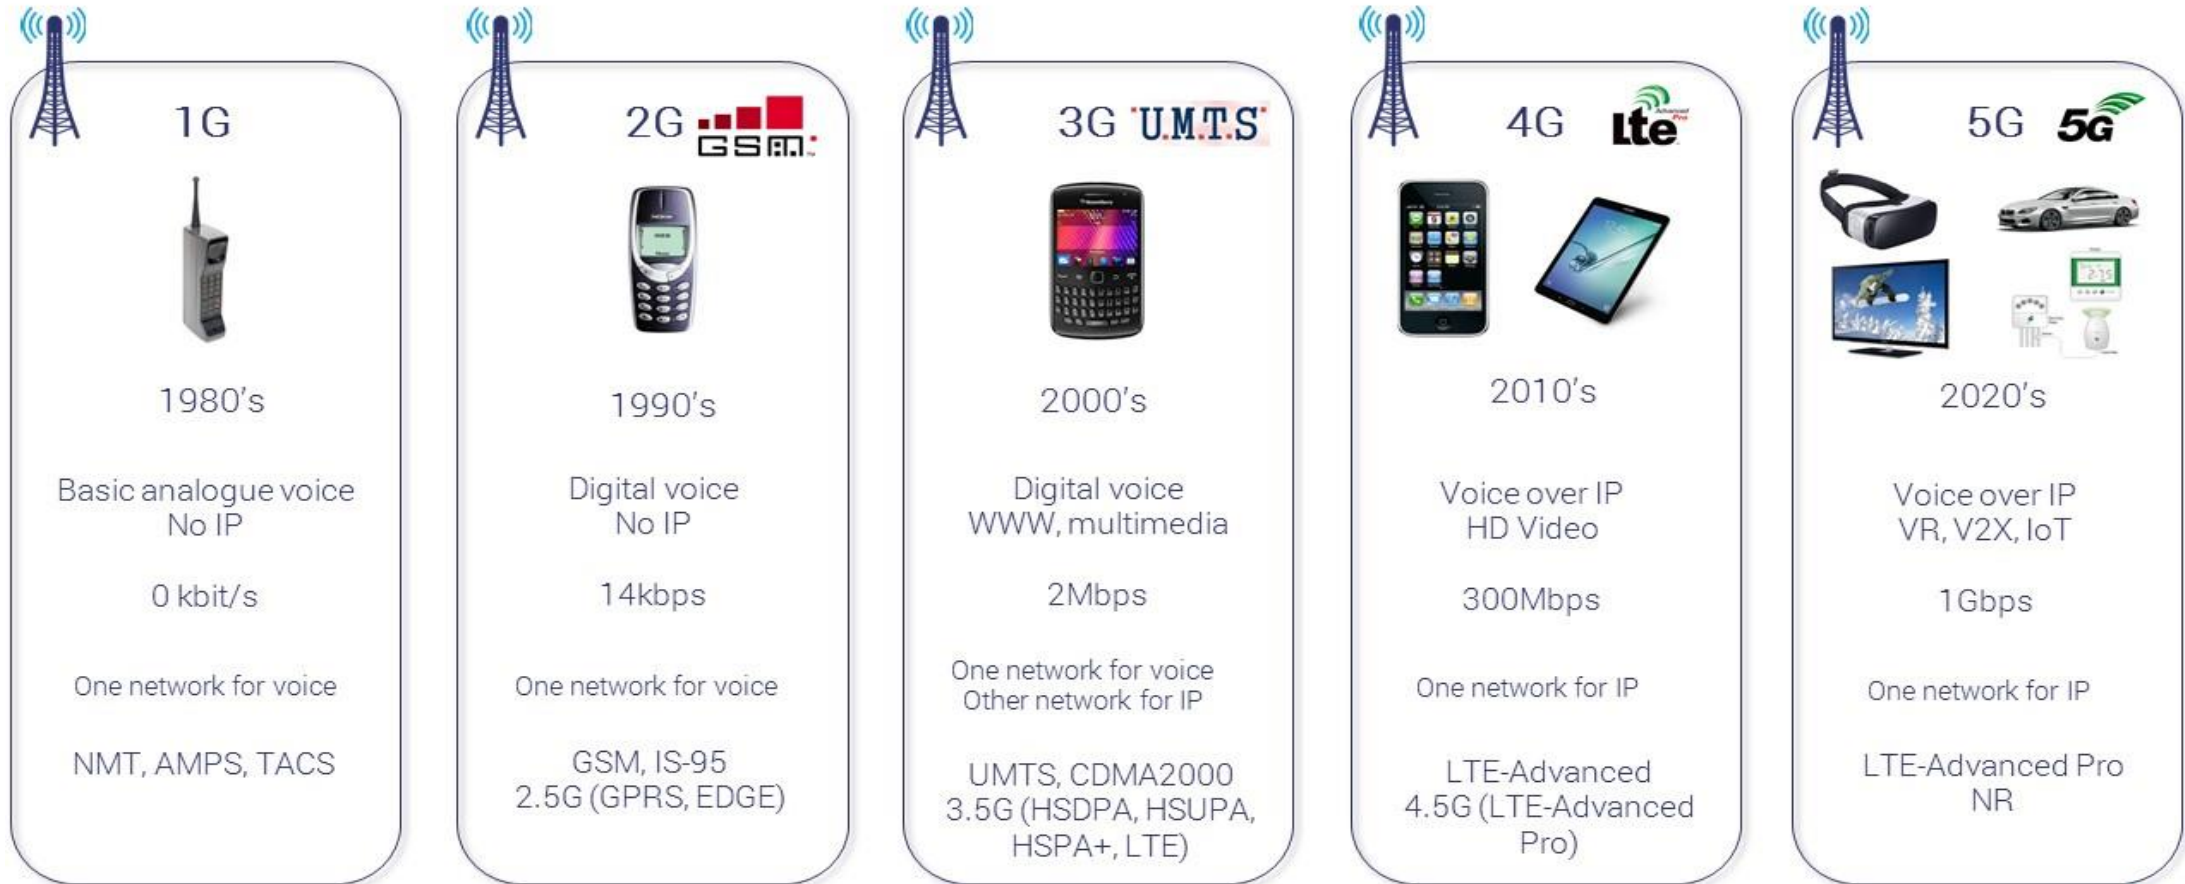 1G
1980's
Basic analogue voice
No IP
0 kbit/s
One network for voice
NMT, AMPS, TACS
2G
GSM
1990's
Digital voice
No IP
14kbps
One network for voice
GSM, IS-95
2.5G (GPRS, EDGE)
3G
U.M.T.S
BlackBerry
2000's
Digital voice
WWW, multimedia
2Mbps
One network for voice
Other network for IP
UMTS, CDMA2000
3.5G (HSDPA, HSUPA,
HSPA+, LTE)
4G
Lte
Advanced
Pro
2010's
Voice over IP
HD Video
300Mbps
One network for IP
LTE-Advanced
4.5G (LTE-Advanced
Pro)
5G
5G
2020's
Voice over IP
VR, V2X, IoT
1Gbps
One network for IP
LTE-Advanced Pro
NR